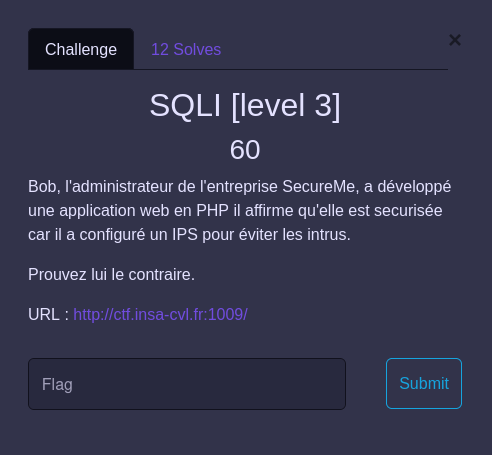 Challenge
12 Solves
×
SQLI [level 3]
60
Bob, l'administrateur de l'entreprise SecureMe, a développé
une application web en PHP il affirme qu'elle est securisée
car il a configuré un IPS pour éviter les intrus.
Prouvez lui le contraire.
URL : http://ctf.insa-cvl.fr:1009/
Flag
Submit